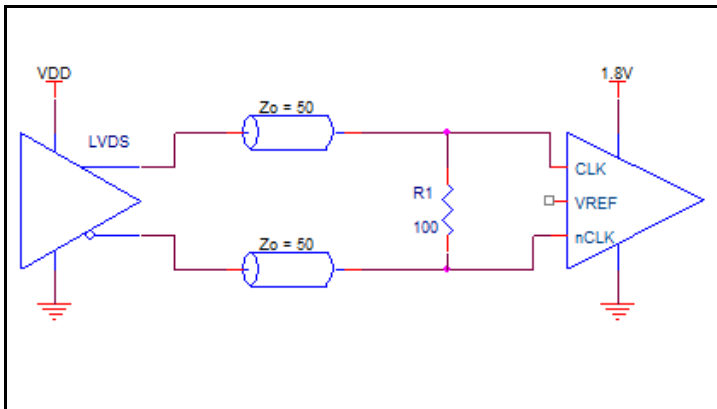 VDD
1.8V
Zo = 50
LVDS
CLK
R1
VREF
100
nCLK
Zo = 50